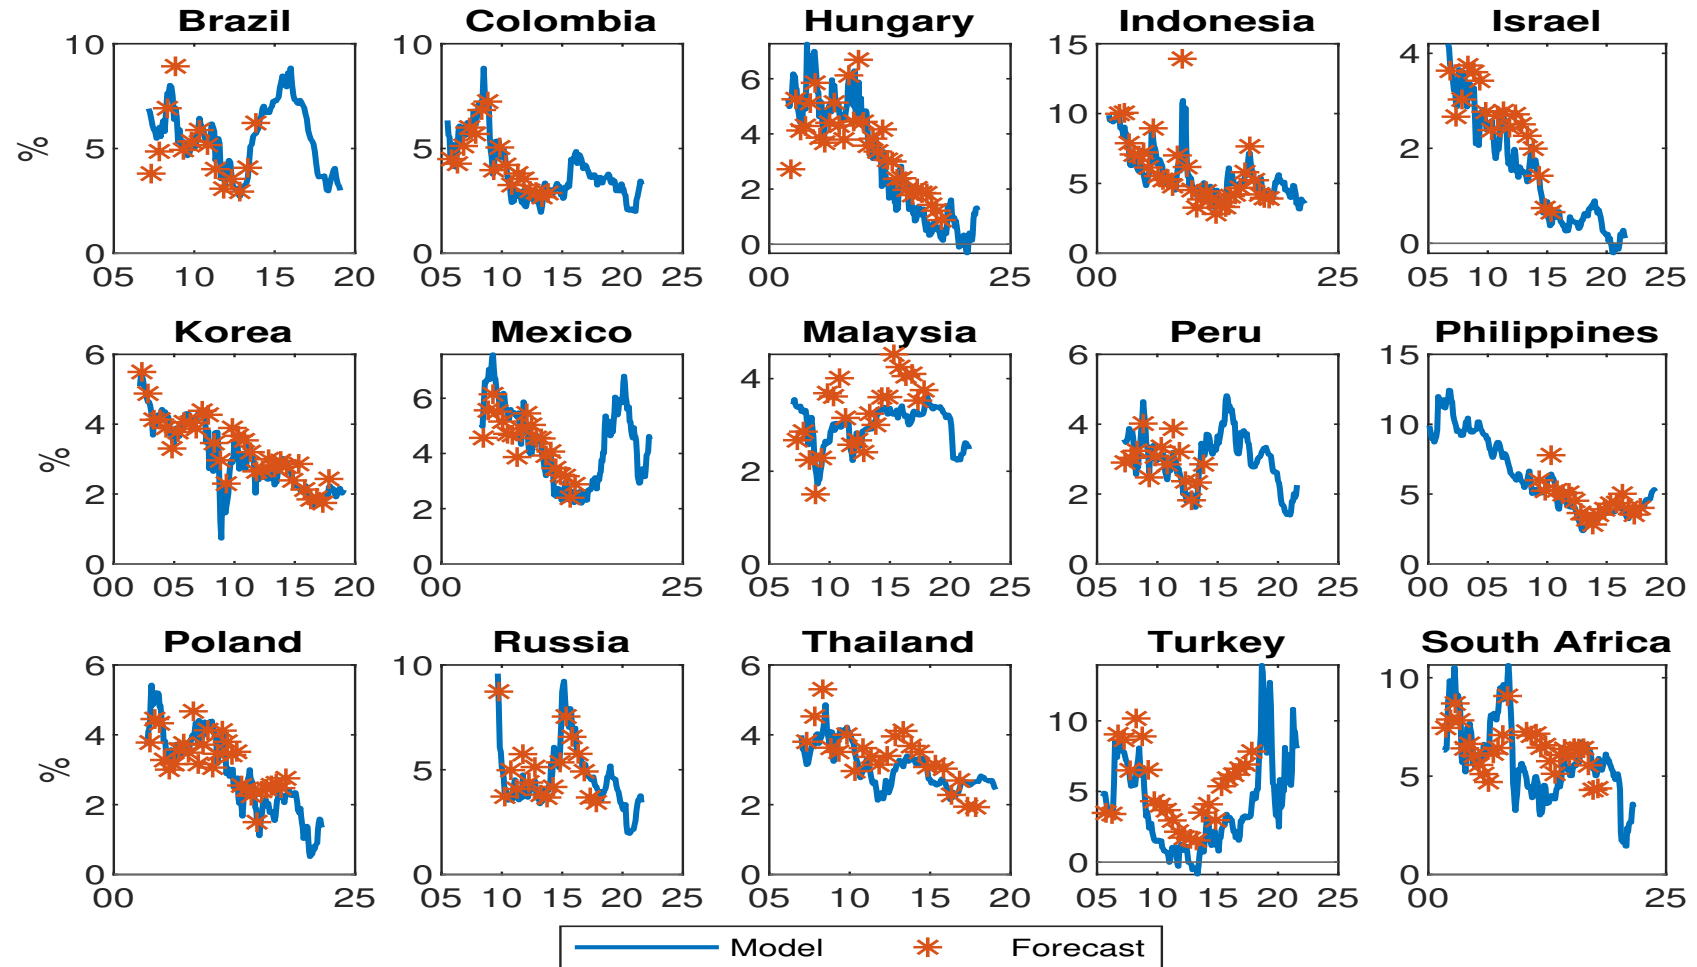 Brazil Colombia Hungary Indonesia Israel
10 10 6 15 4
% 5 5 4 10 2
2 5
0 0 0 0 0
05 10 15 20 05 10 15 20 25 00 25 00 25 05 10 15 20 25
Korea Mexico Malaysia Peru Philippines
6 6 4 6 15
% 4 4 2 4 10
2 2 2 5
0 0 0 0 0
00 05 10 15 20 00 25 05 10 15 20 25 05 10 15 20 25 00 05 10 15 20
Poland Russia Thailand Turkey South Africa
6 10 6 10 10
% 4 5 4 5 5
2 2
0 0 0 0 0
00 25 05 10 15 20 25 05 10 15 20 05 10 15 20 25 00 25
Model Forecast